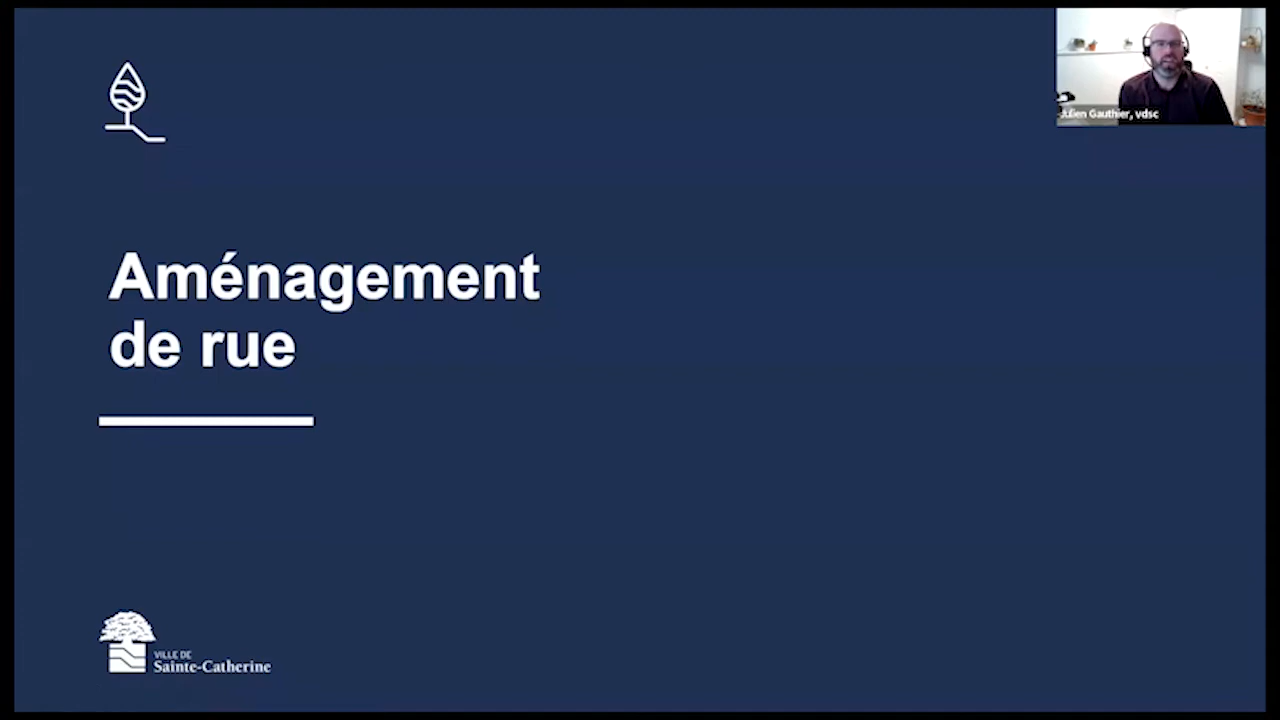 Julien Gauthier, vdsc
Aménagement
de rue
VILLE DE
Sainte-Catherine